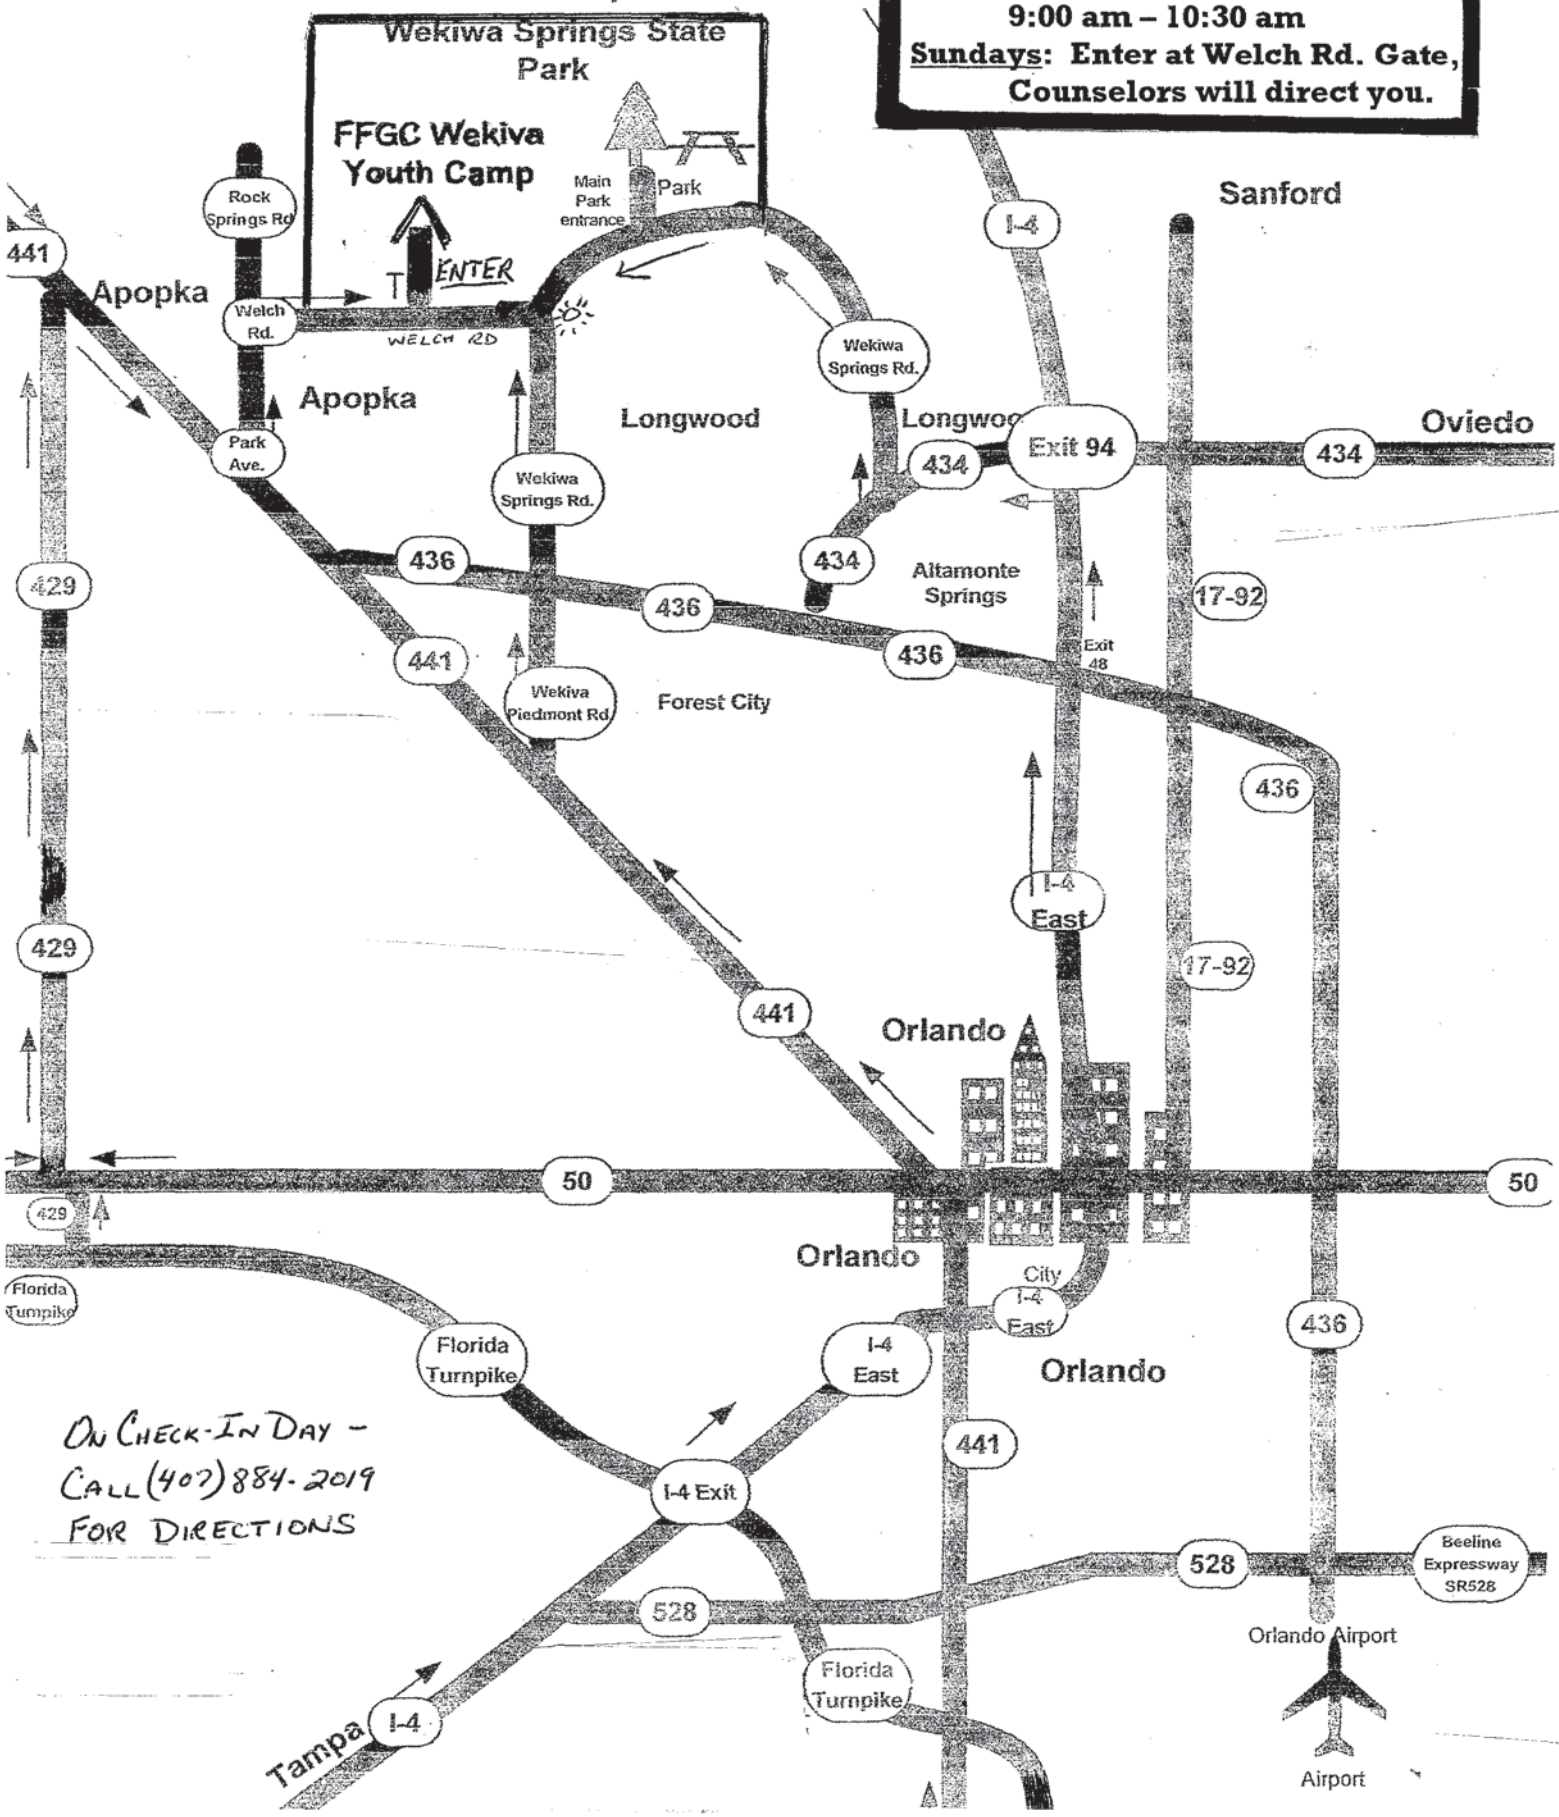 9:00 am – 10:30 am
Sundays: Enter at Welch Rd. Gate,
Counselors will direct you.
Wekiwa Springs State
Park
FFGC Wekiva
Youth Camp
Main
Park
entrance
Park
Rock
Springs Rd
441
Apopka
Welch
Rd.
T
ENTER
WELCH RD
I-4
Sanford
Wekiwa
Springs Rd.
Apopka
Longwood
Longwoo
Exit 94
Oviedo
434
434
Park
Ave.
Wekiwa
Springs Rd.
436
434
Altamonte
Springs
429
436
17-92
436
Exit
48
441
Wekiva
Piedmont Rd
Forest City
436
I-4
East
429
17-92
441
Orlando
50
50
429
Orlando
City
I-4
East
Florida
Turnpike
436
Florida
Turnpike
I-4
East
Orlando
ON CHECK-IN DAY –
CALL (407) 884-2019
FOR DIRECTIONS
441
I-4 Exit
528
Beeline
Expressway
SR528
528
Orlando Airport
Florida
Turnpike
Tampa
I-4
Airport